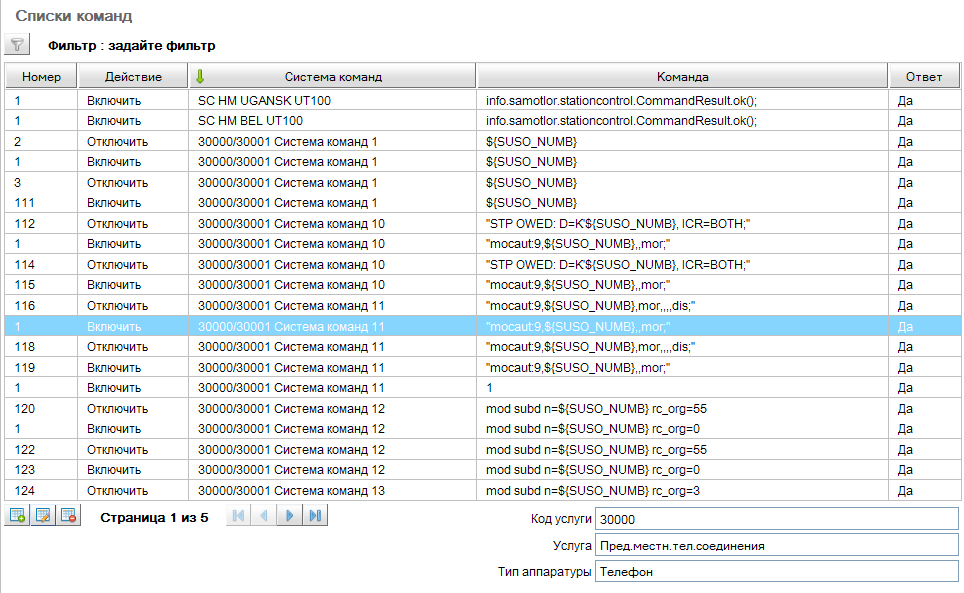 Списки команд
Фильтр : задайте фильтр
Номер Действие Система команд Команда Ответ
1 Включить SC HM UGANSK UT100 info.samotlor.stationcontrol.CommandResult.ok(); Да
1 Включить SC HM BEL UT100 info.samotlor.stationcontrol.CommandResult.ok(); Да
2 Отключить 30000/30001 Система команд 1 ${SUSO_NUMB} Да
1 Включить 30000/30001 Система команд 1 ${SUSO_NUMB} Да
3 Отключить 30000/30001 Система команд 1 ${SUSO_NUMB} Да
111 Включить 30000/30001 Система команд 1 ${SUSO_NUMB} Да
112 Отключить 30000/30001 Система команд 10 "STP OWED: D=K'${SUSO_NUMB}, ICR=BOTH;" Да
1 Включить 30000/30001 Система команд 10 "mocaut:9,${SUSO_NUMB},,mor;" Да
114 Отключить 30000/30001 Система команд 10 "STP OWED: D=K'${SUSO_NUMB}, ICR=BOTH;" Да
115 Включить 30000/30001 Система команд 10 "mocaut:9,${SUSO_NUMB},,mor;" Да
116 Отключить 30000/30001 Система команд 11 "mocaut:9,${SUSO_NUMB},mor,,,,dis;" Да
1 Включить 30000/30001 Система команд 11 "mocaut:9,${SUSO_NUMB},,mor;" Да
118 Отключить 30000/30001 Система команд 11 "mocaut:9,${SUSO_NUMB},mor,,,,dis;" Да
119 Включить 30000/30001 Система команд 11 "mocaut:9,${SUSO_NUMB},,mor;" Да
1 Включить 30000/30001 Система команд 11 1 Да
120 Отключить 30000/30001 Система команд 12 mod subd n=${SUSO_NUMB} rc_org=55 Да
1 Включить 30000/30001 Система команд 12 mod subd n=${SUSO_NUMB} rc_org=0 Да
122 Отключить 30000/30001 Система команд 12 mod subd n=${SUSO_NUMB} rc_org=55 Да
123 Включить 30000/30001 Система команд 12 mod subd n=${SUSO_NUMB} rc_org=0 Да
124 Отключить 30000/30001 Система команд 13 mod subd n=${SUSO_NUMB} rc_org=3 Да
Страница 1 из 5
Код услуги 30000
Услуга Пред.местн.тел.соединения
Тип аппаратуры Телефон